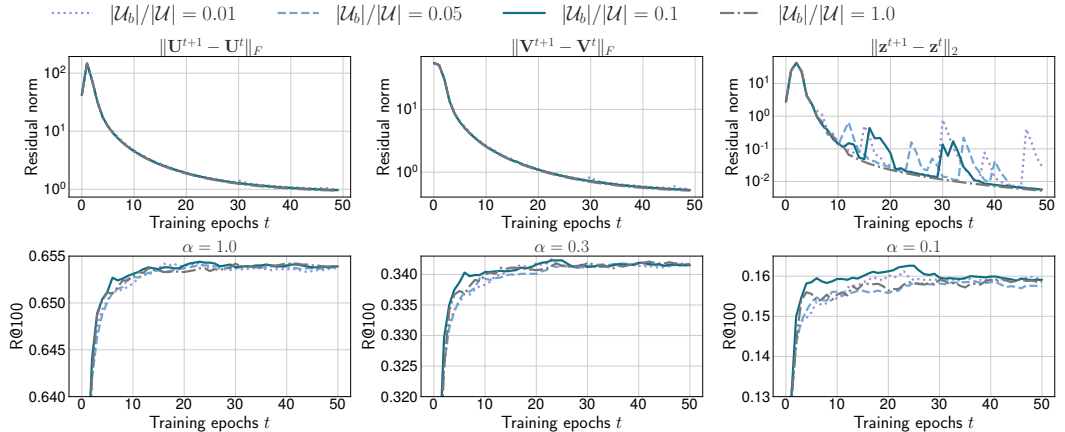 |𝒰_b|/|𝒰| = 0.01 |𝒰_b|/|𝒰| = 0.05 |𝒰_b|/|𝒰| = 0.1 |𝒰_b|/|𝒰| = 1.0
‖U^{t+1} − U^t‖_F
Residual norm
10^2
10^1
10^0
0 10 20 30 40 50
Training epochs t
‖V^{t+1} − V^t‖_F
Residual norm
10^1
10^0
0 10 20 30 40 50
Training epochs t
‖z^{t+1} − z^t‖_2
Residual norm
10^1
10^0
10^{-1}
10^{-2}
0 10 20 30 40 50
Training epochs t
α = 1.0
R@100
0.655
0.650
0.645
0.640
0 10 20 30 40 50
Training epochs t
α = 0.3
R@100
0.340
0.335
0.330
0.325
0.320
0 10 20 30 40 50
Training epochs t
α = 0.1
R@100
0.16
0.15
0.14
0.13
0 10 20 30 40 50
Training epochs t